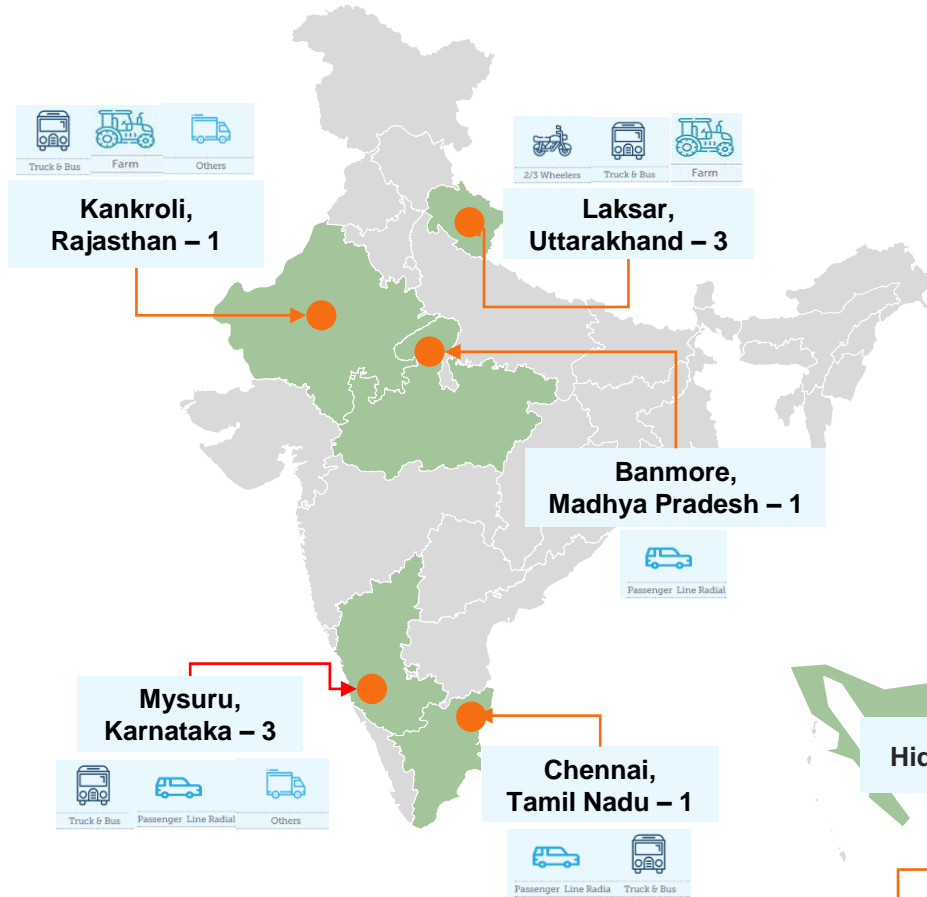 Truck & Bus
Farm
Others
Kankroli,
Rajasthan – 1
2/3 Wheelers
Truck & Bus
Farm
Laksar,
Uttarakhand – 3
Banmore,
Madhya Pradesh – 1
Passenger Line Radial
Mysuru,
Karnataka – 3
Truck & Bus
Passenger Line Radial
Others
Chennai,
Tamil Nadu – 1
Passenger Line Radia
Truck & Bus